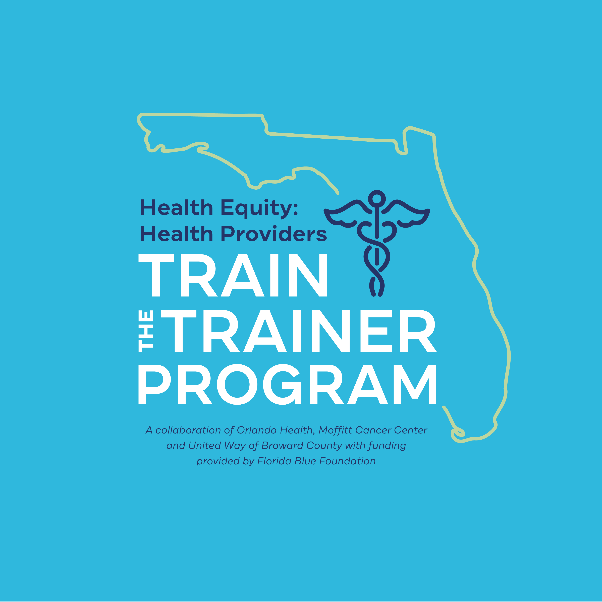 Health Equity:
Health Providers
TRAIN
THE TRAINER
PROGRAM
A collaboration of Orlando Health, Moffitt Cancer Center
and United Way of Broward County with funding
provided by Florida Blue Foundation